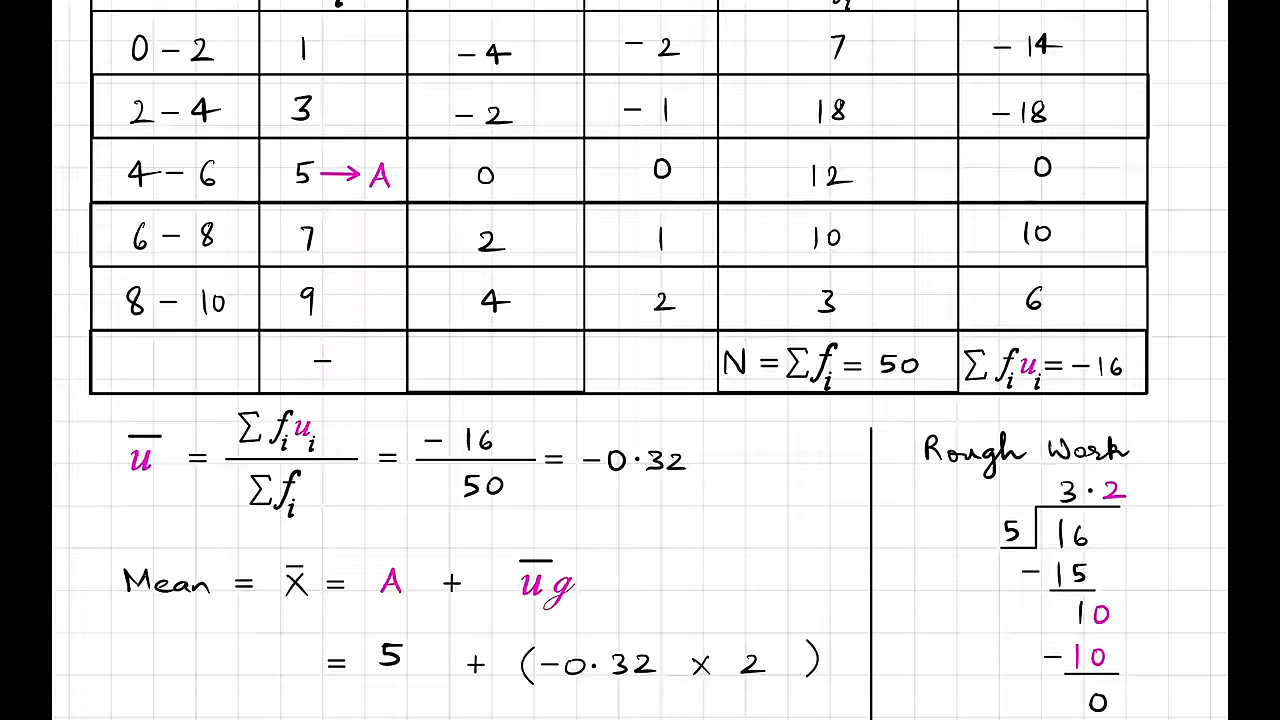 0 - 2 1 - 4 - 2 7 - 14
2 - 4 3 - 2 - 1 18 - 18
4 - 6 5 → A 0 0 12 0
6 - 8 7 2 1 10 10
8 - 10 9 4 2 3 6
- N = Σfᵢ = 50 Σfᵢuᵢ = -16
u̅ = Σfᵢuᵢ / Σfᵢ = - 16 / 50 = -0.32
Mean = X̅ = A + u̅g
= 5 + (-0.32 × 2 )
Rough Work
3.2
5 16
- 15
10
- 10
0